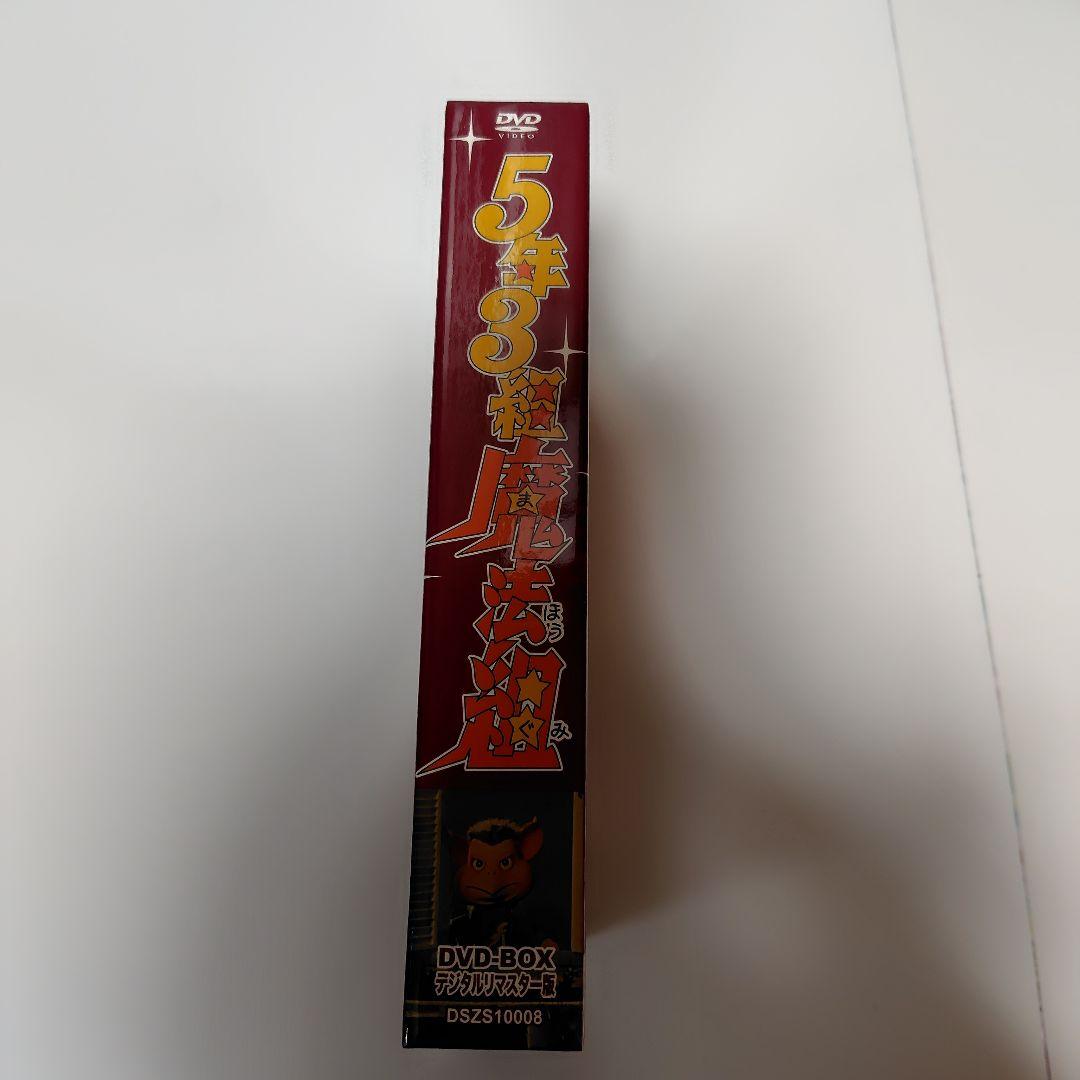 DVD
VIDEO
5年3組魔法組
ま
ほう
ぐみ
DVD-BOX
デジタルリマスター版
DSZS10008